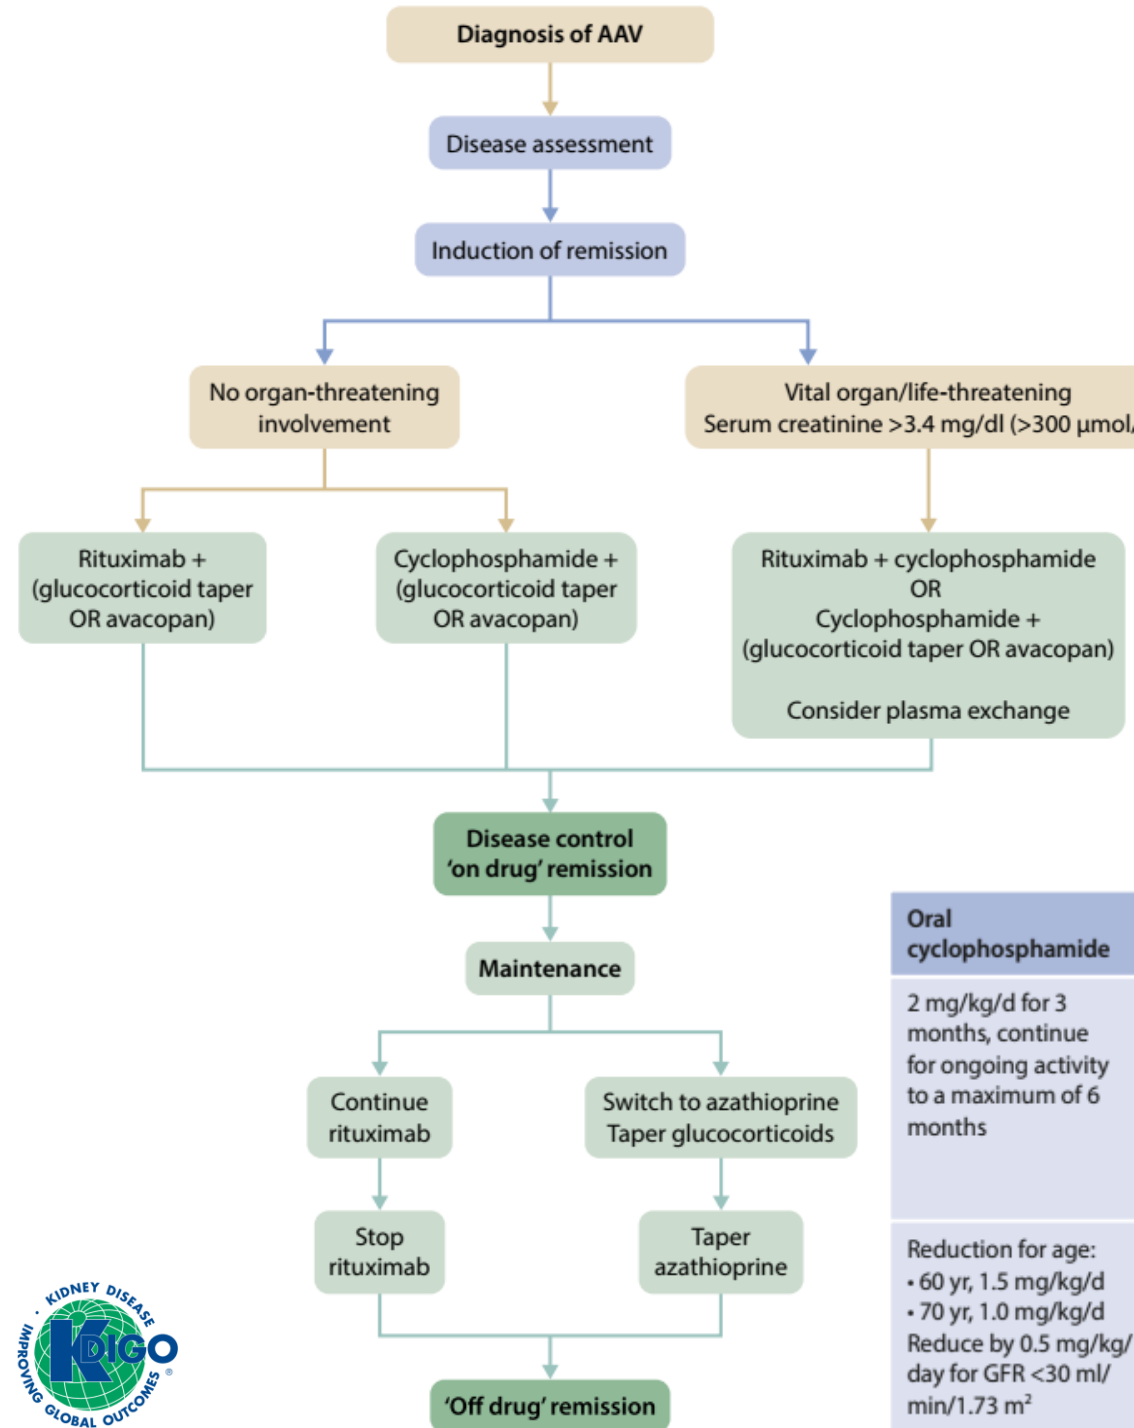 Diagnosis of AAV
Disease assessment
Induction of remission
No organ-threatening
involvement
Vital organ/life-threatening
Serum creatinine >3.4 mg/dl (>300 µmol/
Rituximab +
(glucocorticoid taper
OR avacopan)
Cyclophosphamide +
(glucocorticoid taper
OR avacopan)
Rituximab + cyclophosphamide
OR
Cyclophosphamide +
(glucocorticoid taper OR avacopan)
Consider plasma exchange
Disease control
‘on drug’ remission
Maintenance
Continue
rituximab
Switch to azathioprine
Taper glucocorticoids
Stop
rituximab
Taper
azathioprine
‘Off drug’ remission
Oral
cyclophosphamide
2 mg/kg/d for 3
months, continue
for ongoing activity
to a maximum of 6
months
Reduction for age:
• 60 yr, 1.5 mg/kg/d
• 70 yr, 1.0 mg/kg/d
Reduce by 0.5 mg/kg/
day for GFR <30 ml/
min/1.73 m²
KIDNEY DISEASE
IMPROVING GLOBAL OUTCOMES
KDIGO
®